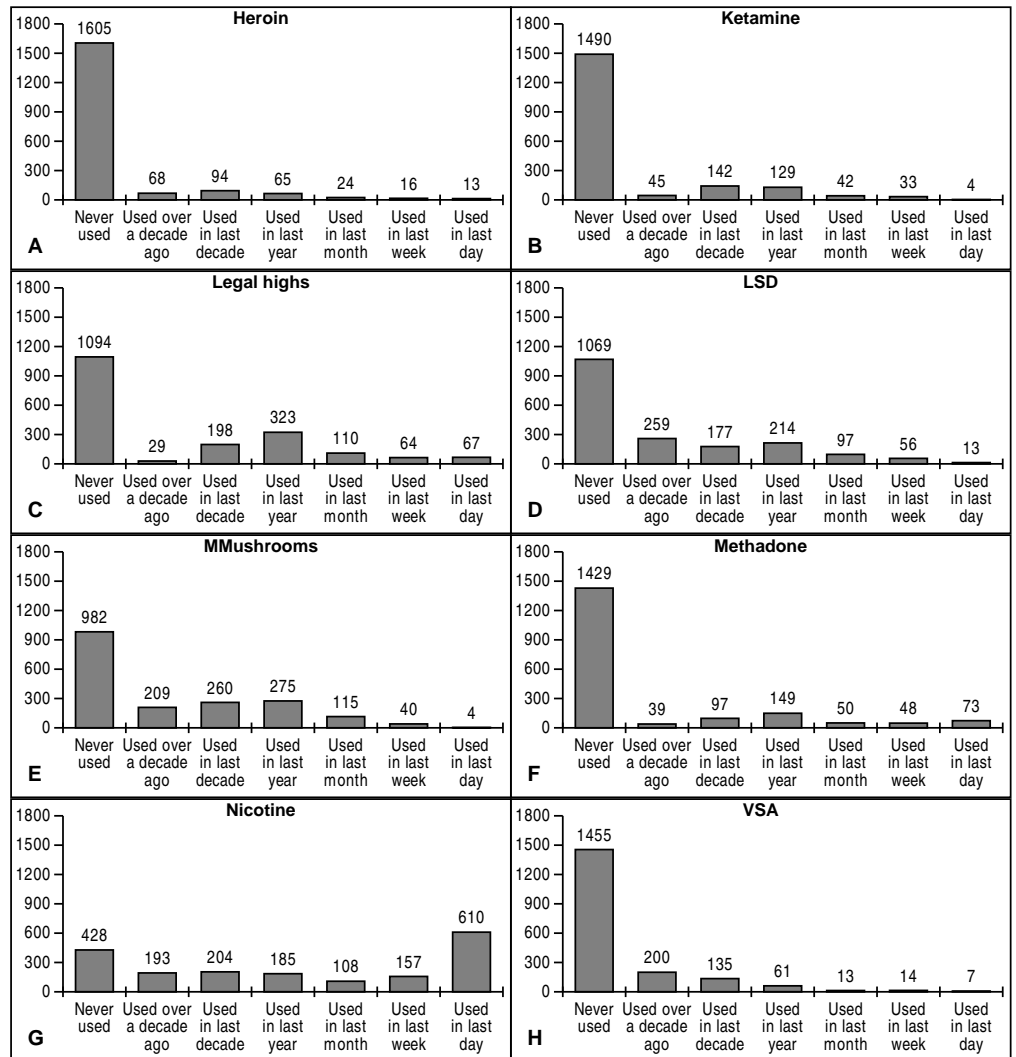 Heroin
1800
1500
1200
900
600
300
0
1605
68
94
65
24
16
13
Never Used over Used Used Used Used Used
used a decade in last in last in last in last in last
ago decade year month week day
A
Ketamine
1800
1500
1200
900
600
300
0
1490
45
142
129
42
33
4
Never Used over Used Used Used Used Used
used a decade in last in last in last in last in last
ago decade year month week day
B
Legal highs
1800
1500
1200
900
600
300
0
1094
29
198
323
110
64
67
Never Used over Used Used Used Used Used
used a decade in last in last in last in last in last
ago decade year month week day
C
LSD
1800
1500
1200
900
600
300
0
1069
259
177
214
97
56
13
Never Used over Used Used Used Used Used
used a decade in last in last in last in last in last
ago decade year month week day
D
MMushrooms
1800
1500
1200
900
600
300
0
982
209
260
275
115
40
4
Never Used over Used Used Used Used Used
used a decade in last in last in last in last in last
ago decade year month week day
E
Methadone
1800
1500
1200
900
600
300
0
1429
39
97
149
50
48
73
Never Used over Used Used Used Used Used
used a decade in last in last in last in last in last
ago decade year month week day
F
Nicotine
1800
1500
1200
900
600
300
0
428
193
204
185
108
157
610
Never Used over Used Used Used Used Used
used a decade in last in last in last in last in last
ago decade year month week day
G
VSA
1800
1500
1200
900
600
300
0
1455
200
135
61
13
14
7
Never Used over Used Used Used Used Used
used a decade in last in last in last in last in last
ago decade year month week day
H